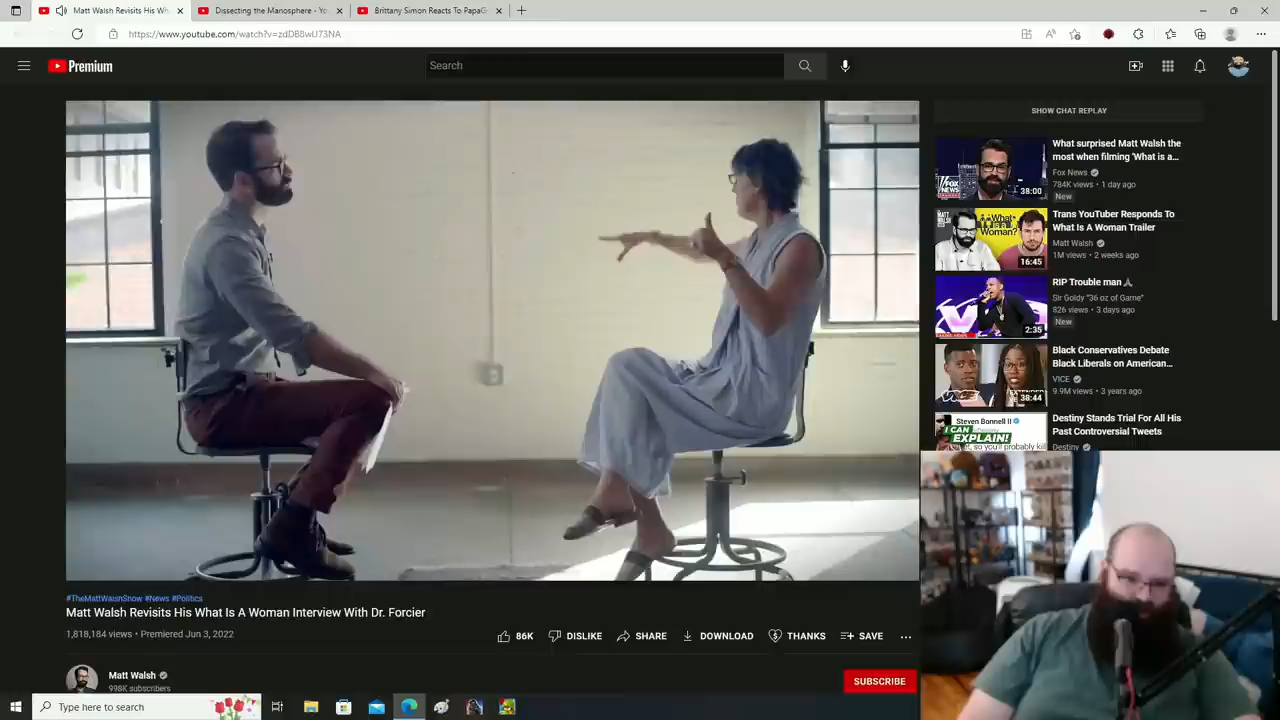 Matt Walsh Revisits His Wh
Dissecting the Manosphere - Yo
Brittany Simon Reacts To PapaG
https://www.youtube.com/watch?v=zdDB8wU73NA
Premium
Search
SHOW CHAT REPLAY
What surprised Matt Walsh the
most when filming 'What is a...
Fox News
784K views • 1 day ago
New
FOX NEWS
38:00
Trans YouTuber Responds To
What Is A Woman Trailer
Matt Walsh
1M views • 2 weeks ago
What is a
Woman?
16:45
RIP Trouble man
Sir Goldy "36 oz of Game"
826 views • 3 days ago
New
2:35
Black Conservatives Debate
Black Liberals on American...
VICE
9.9M views • 3 years ago
38:44
Destiny Stands Trial For All His
Past Controversial Tweets
Destiny
Steven Bonnell II
I CAN
EXPLAIN!
#TheMattWalshShow #News #Politics
Matt Walsh Revisits His What Is A Woman Interview With Dr. Forcier
1,818,184 views • Premiered Jun 3, 2022
86K
DISLIKE
SHARE
DOWNLOAD
THANKS
SAVE
Matt Walsh
998K subscribers
SUBSCRIBE
Type here to search